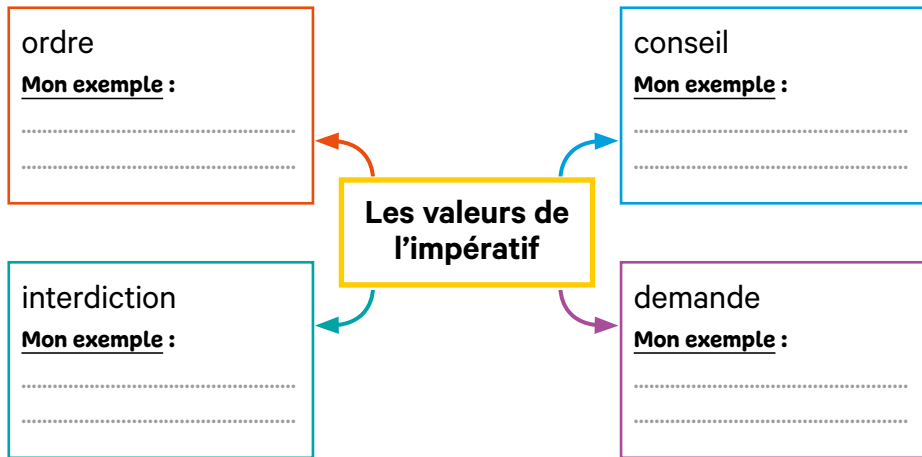 ordre
Mon exemple :
conseil
Mon exemple :
Les valeurs de
l'impératif
interdiction
Mon exemple :
demande
Mon exemple :